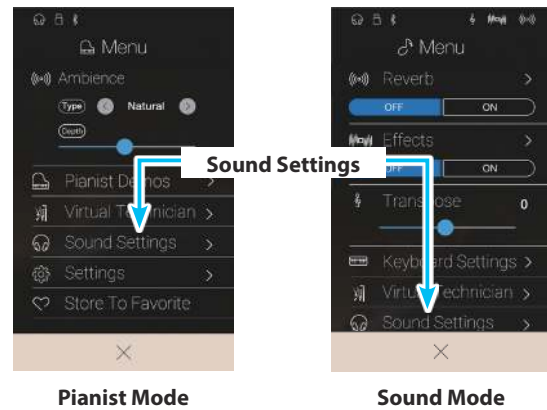 Menu
Ambience
Type Natural
Depth
Pianist Demos
Virtual Technician
Sound Settings
Settings
Store To Favorite
Pianist Mode
Sound Settings
Menu
Reverb
OFF ON
Effects
OFF ON
Transpose 0
Keyboard Settings
Virtual Technician
Sound Settings
Sound Mode